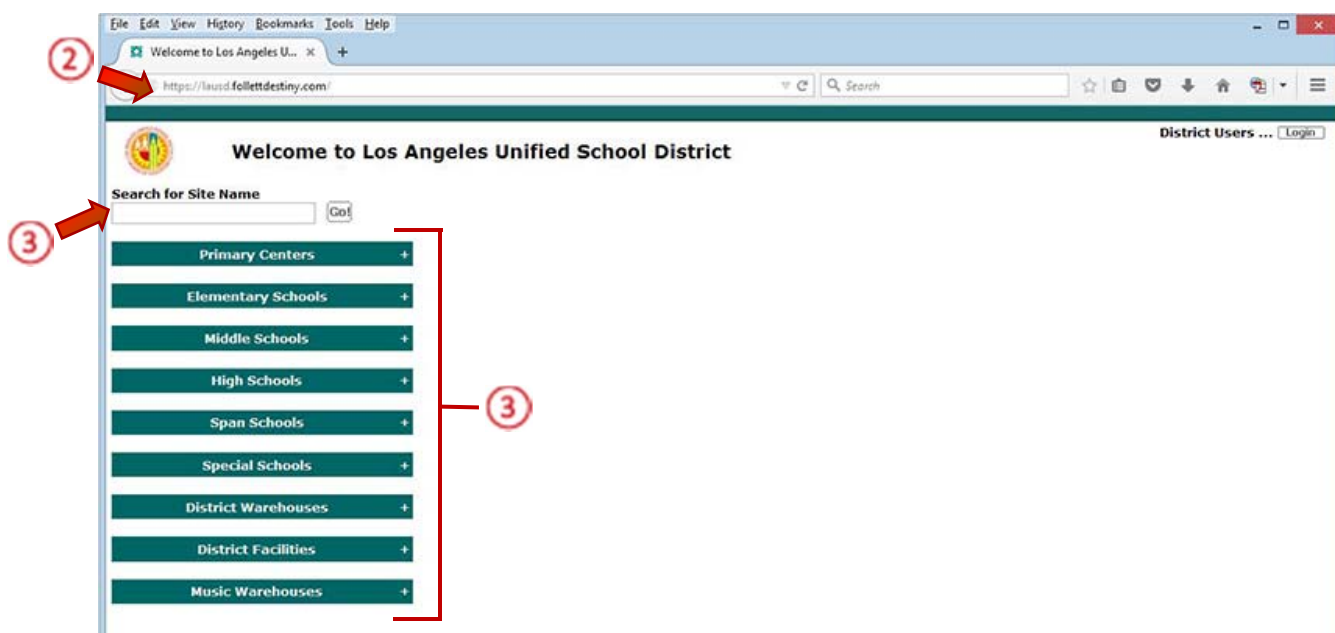 File Edit View History Bookmarks Tools Help
Welcome to Los Angeles U... × +
2
https://lausd.follettdestiny.com/
Search
District Users ... Login
Welcome to Los Angeles Unified School District
Search for Site Name
Go!
3
Primary Centers +
Elementary Schools +
Middle Schools +
High Schools +
3
Span Schools +
Special Schools +
District Warehouses +
District Facilities +
Music Warehouses +